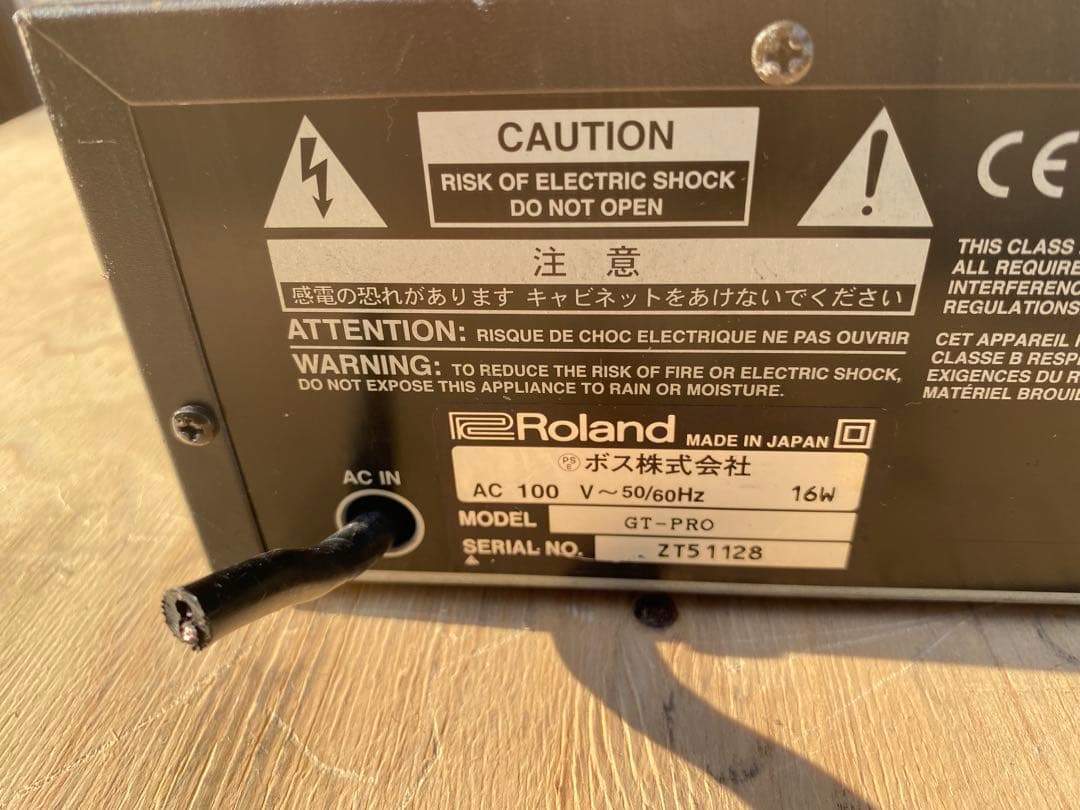 CAUTION
RISK OF ELECTRIC SHOCK
DO NOT OPEN
注 意
感電の恐れがあります キャビネットをあけないでください
ATTENTION: RISQUE DE CHOC ELECTRIQUE NE PAS OUVRIR
WARNING: TO REDUCE THE RISK OF FIRE OR ELECTRIC SHOCK,
DO NOT EXPOSE THIS APPLIANCE TO RAIN OR MOISTURE.
CE
THIS CLASS
ALL REQUIRE
INTERFERENC
REGULATIONS
CET APPAREIL
CLASSE B RESP
EXIGENCES DU R
MATÉRIEL BROUIL
AC IN
Roland MADE IN JAPAN
PSE ボス株式会社
AC 100 V~50/60Hz 16W
MODEL GT-PRO
SERIAL NO. ZT51128